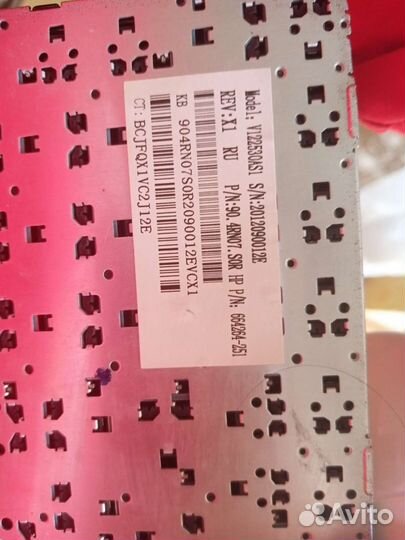 Model: V122530AS1 S/N:2012090012E
REV:X1 RU P/N:90.4RN07.S0R HP P/N: 664264-251
KB 904RN07S0R2090012EVCX1
CT: BCJFQX1VC2J12E
Avito